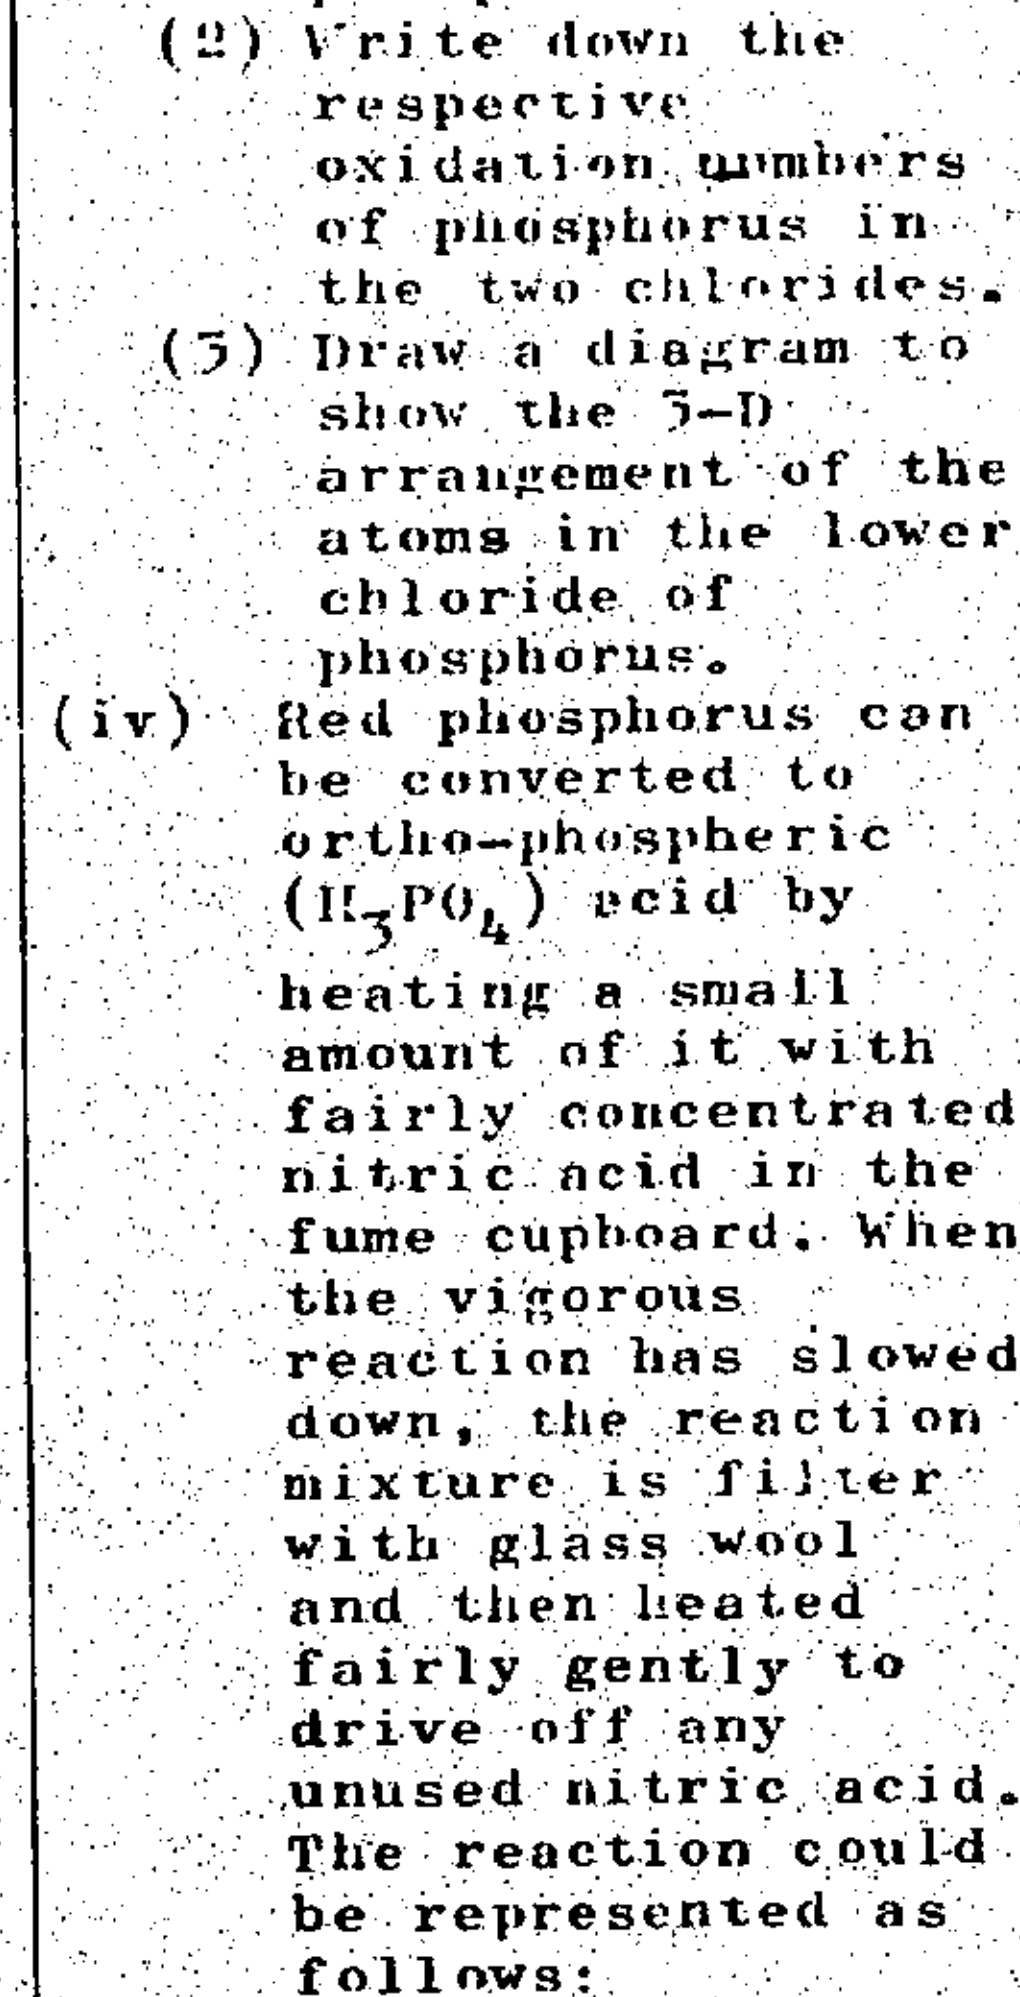 (2) Write down the
respective
oxidation numbers
of phosphorus in
the two chlorides.
(3) Draw a diagram to
show the 3-D
arrangement of the
atoms in the lower
chloride of
phosphorus.
(iv) Red phosphorus can
be converted to
ortho-phospheric
(H₃PO₄) acid by
heating a small
amount of it with
fairly concentrated
nitric acid in the
fume cupboard. When
the vigorous
reaction has slowed
down, the reaction
mixture is filter
with glass wool
and then heated
fairly gently to
drive off any
unused nitric acid.
The reaction could
be represented as
follows: